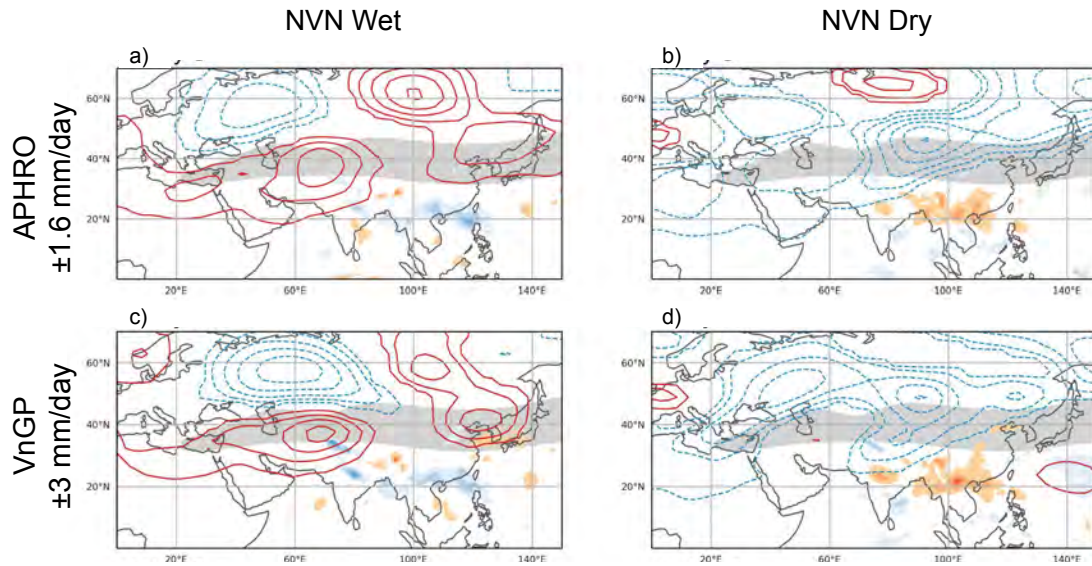 NVN Wet
NVN Dry
APHRO
±1.6 mm/day
a)
60°N
40°N
20°N
20°E
60°E
100°E
140°E
b)
60°N
40°N
20°N
20°E
60°E
100°E
140°E
VnGP
±3 mm/day
c)
60°N
40°N
20°N
20°E
60°E
100°E
140°E
d)
60°N
40°N
20°N
20°E
60°E
100°E
140°E